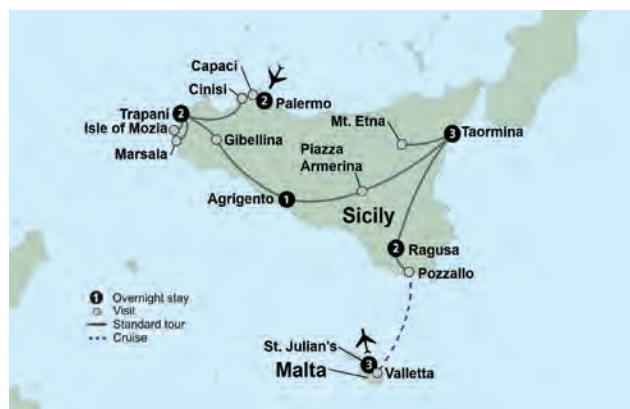 Capaci
Cinisi
2
Palermo
Trapani
2
Isle of Mozia
Marsala
Gibellina
Mt. Etna
3
Taormina
Piazza
Armerina
Agrigento
1
Sicily
2
Ragusa
Pozzallo
1 Overnight stay
Visit
Standard tour
Cruise
St. Julian's
3
Malta
Valletta